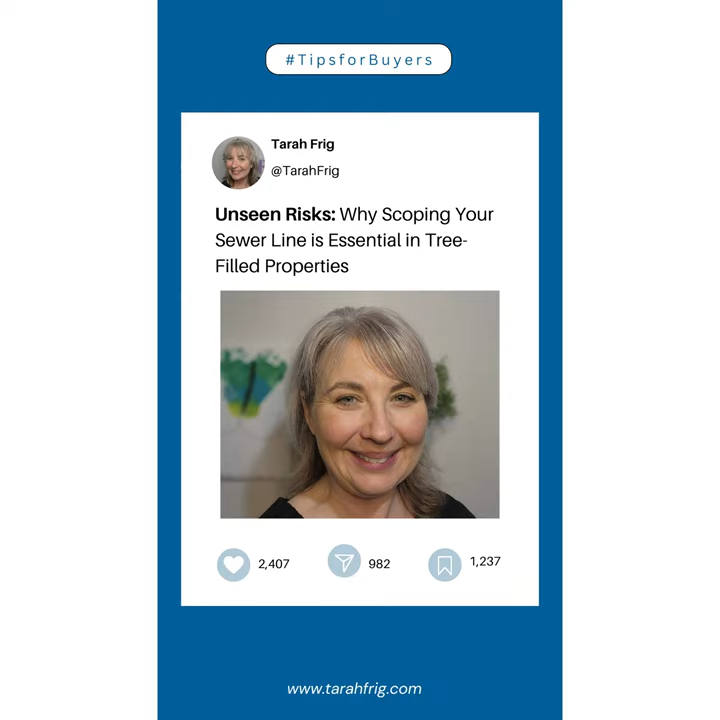 #TipsforBuyers
Tarah Frig
@TarahFrig
Unseen Risks: Why Scoping Your
Sewer Line is Essential in Tree-
Filled Properties
2,407
982
1,237
www.tarahfrig.com